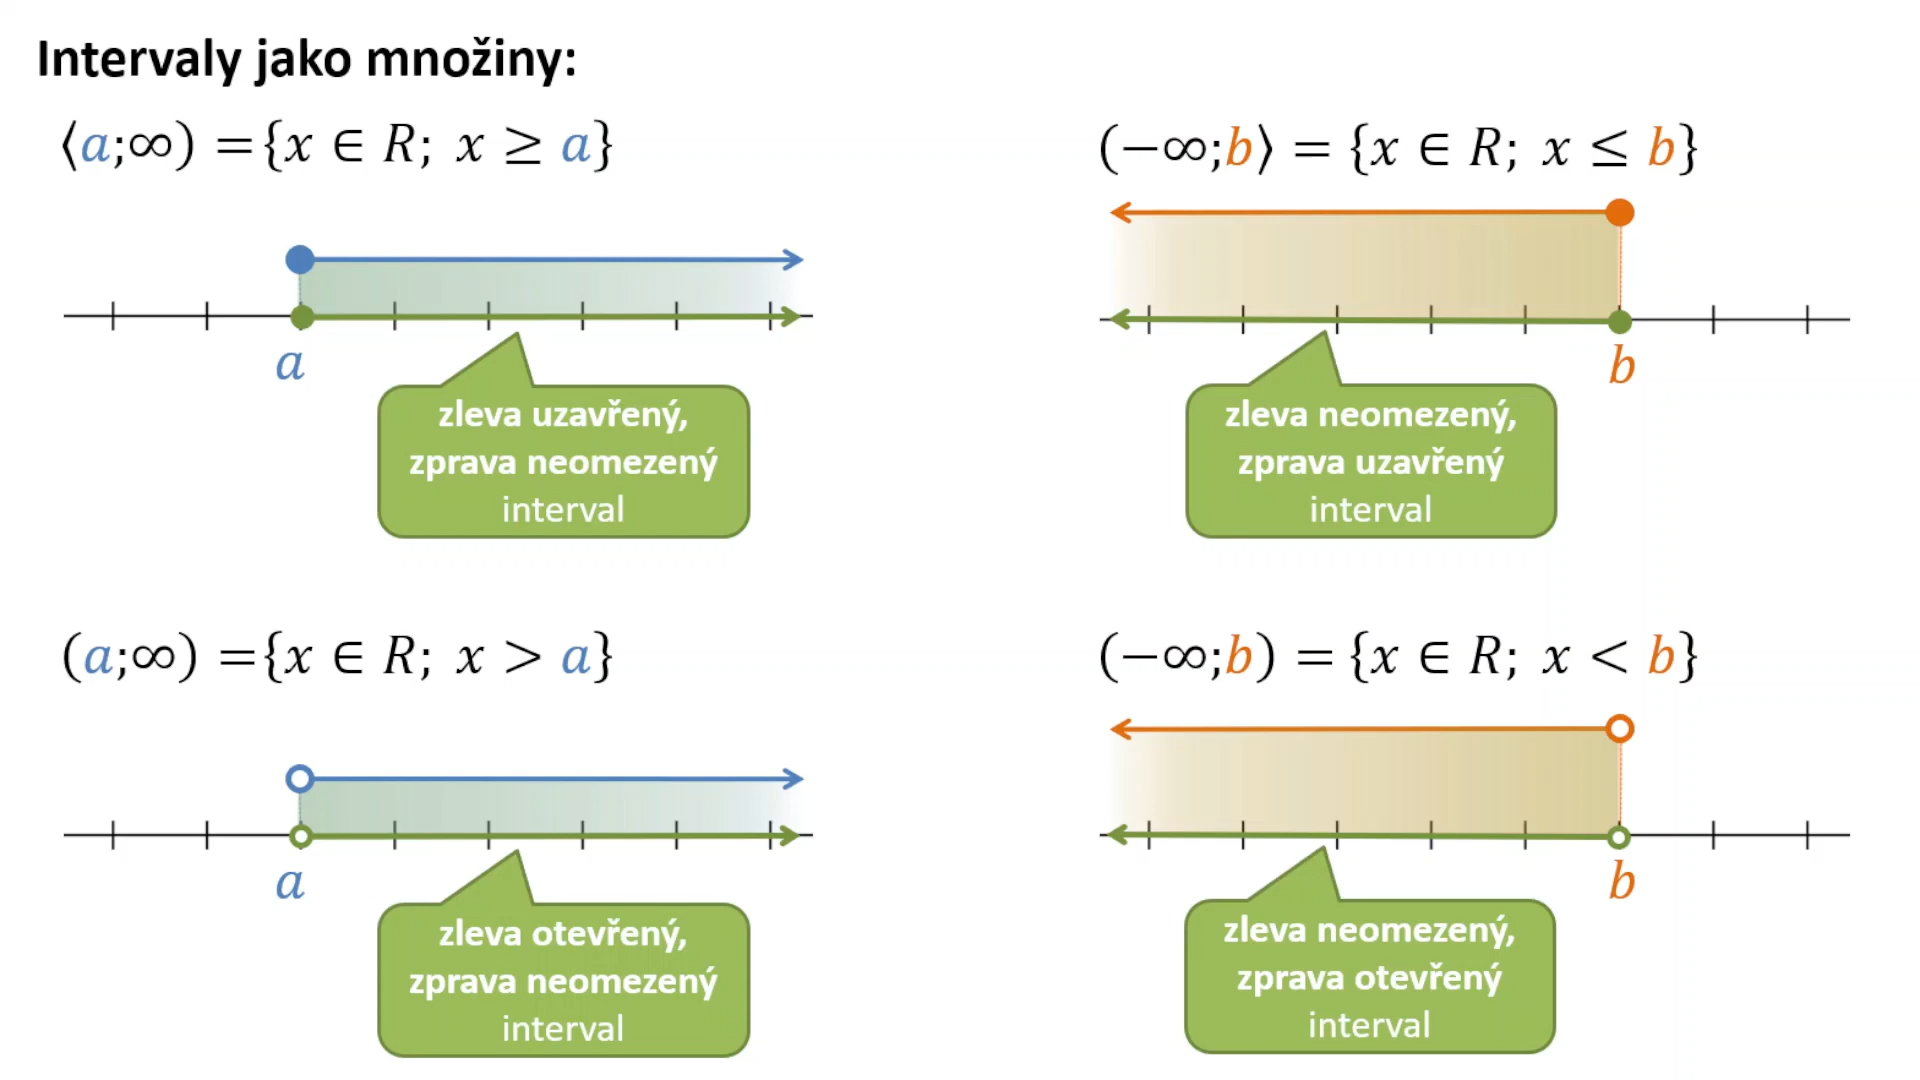 Intervaly jako množiny:
⟨a;∞) = {x ∈ R; x ≥ a}
a
zleva uzavřený,
zprava neomezený
interval
(−∞;b⟩ = {x ∈ R; x ≤ b}
b
zleva neomezený,
zprava uzavřený
interval
(a;∞) = {x ∈ R; x > a}
a
zleva otevřený,
zprava neomezený
interval
(−∞;b) = {x ∈ R; x < b}
b
zleva neomezený,
zprava otevřený
interval